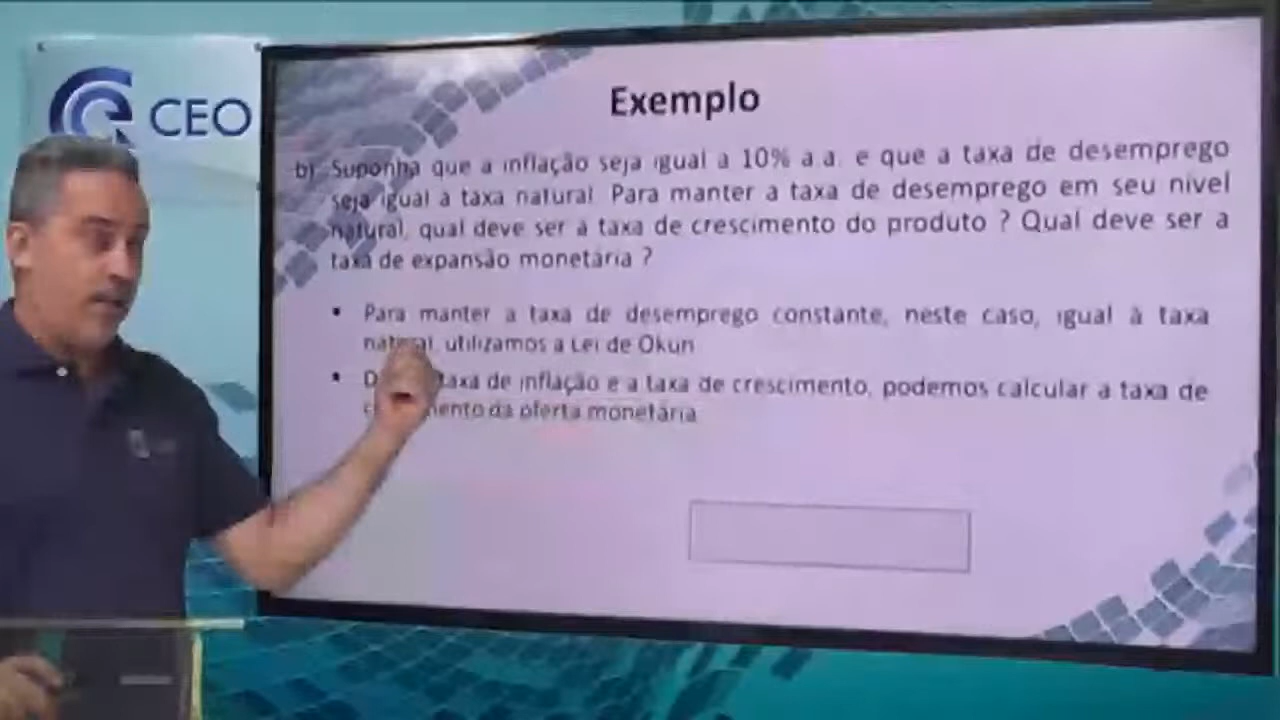 CEO
Exemplo
b) Suponha que a inflação seja igual a 10% a.a. e que a taxa de desemprego
seja igual à taxa natural. Para manter a taxa de desemprego em seu nível
natural, qual deve ser a taxa de crescimento do produto ? Qual deve ser a
taxa de expansão monetária ?
▪ Para manter a taxa de desemprego constante, neste caso, igual à taxa
natural, utilizamos a Lei de Okun
▪ taxa de inflação e a taxa de crescimento, podemos calcular a taxa de
da oferta monetária